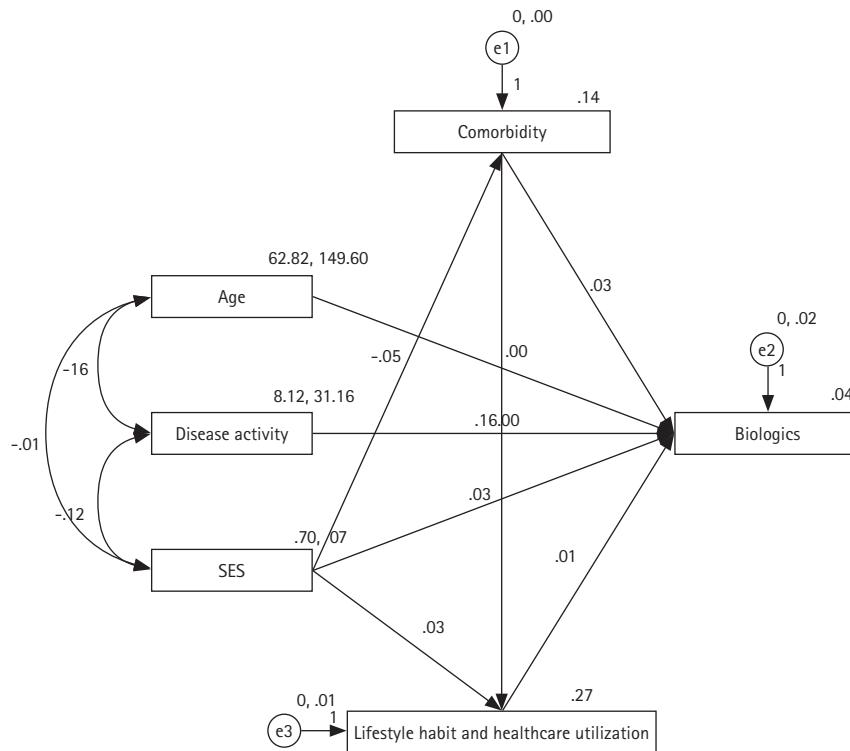 0, .00
e1
1
.14
Comorbidity
62.82, 149.60
Age
.03
0, .02
e2
-.05
.00
1
-16
8.12, 31.16
.04
Disease activity
.16.00
Biologics
-.01
.03
-.12
.70, .07
SES
.01
.03
0, .01
.27
1
e3
Lifestyle habit and healthcare utilization